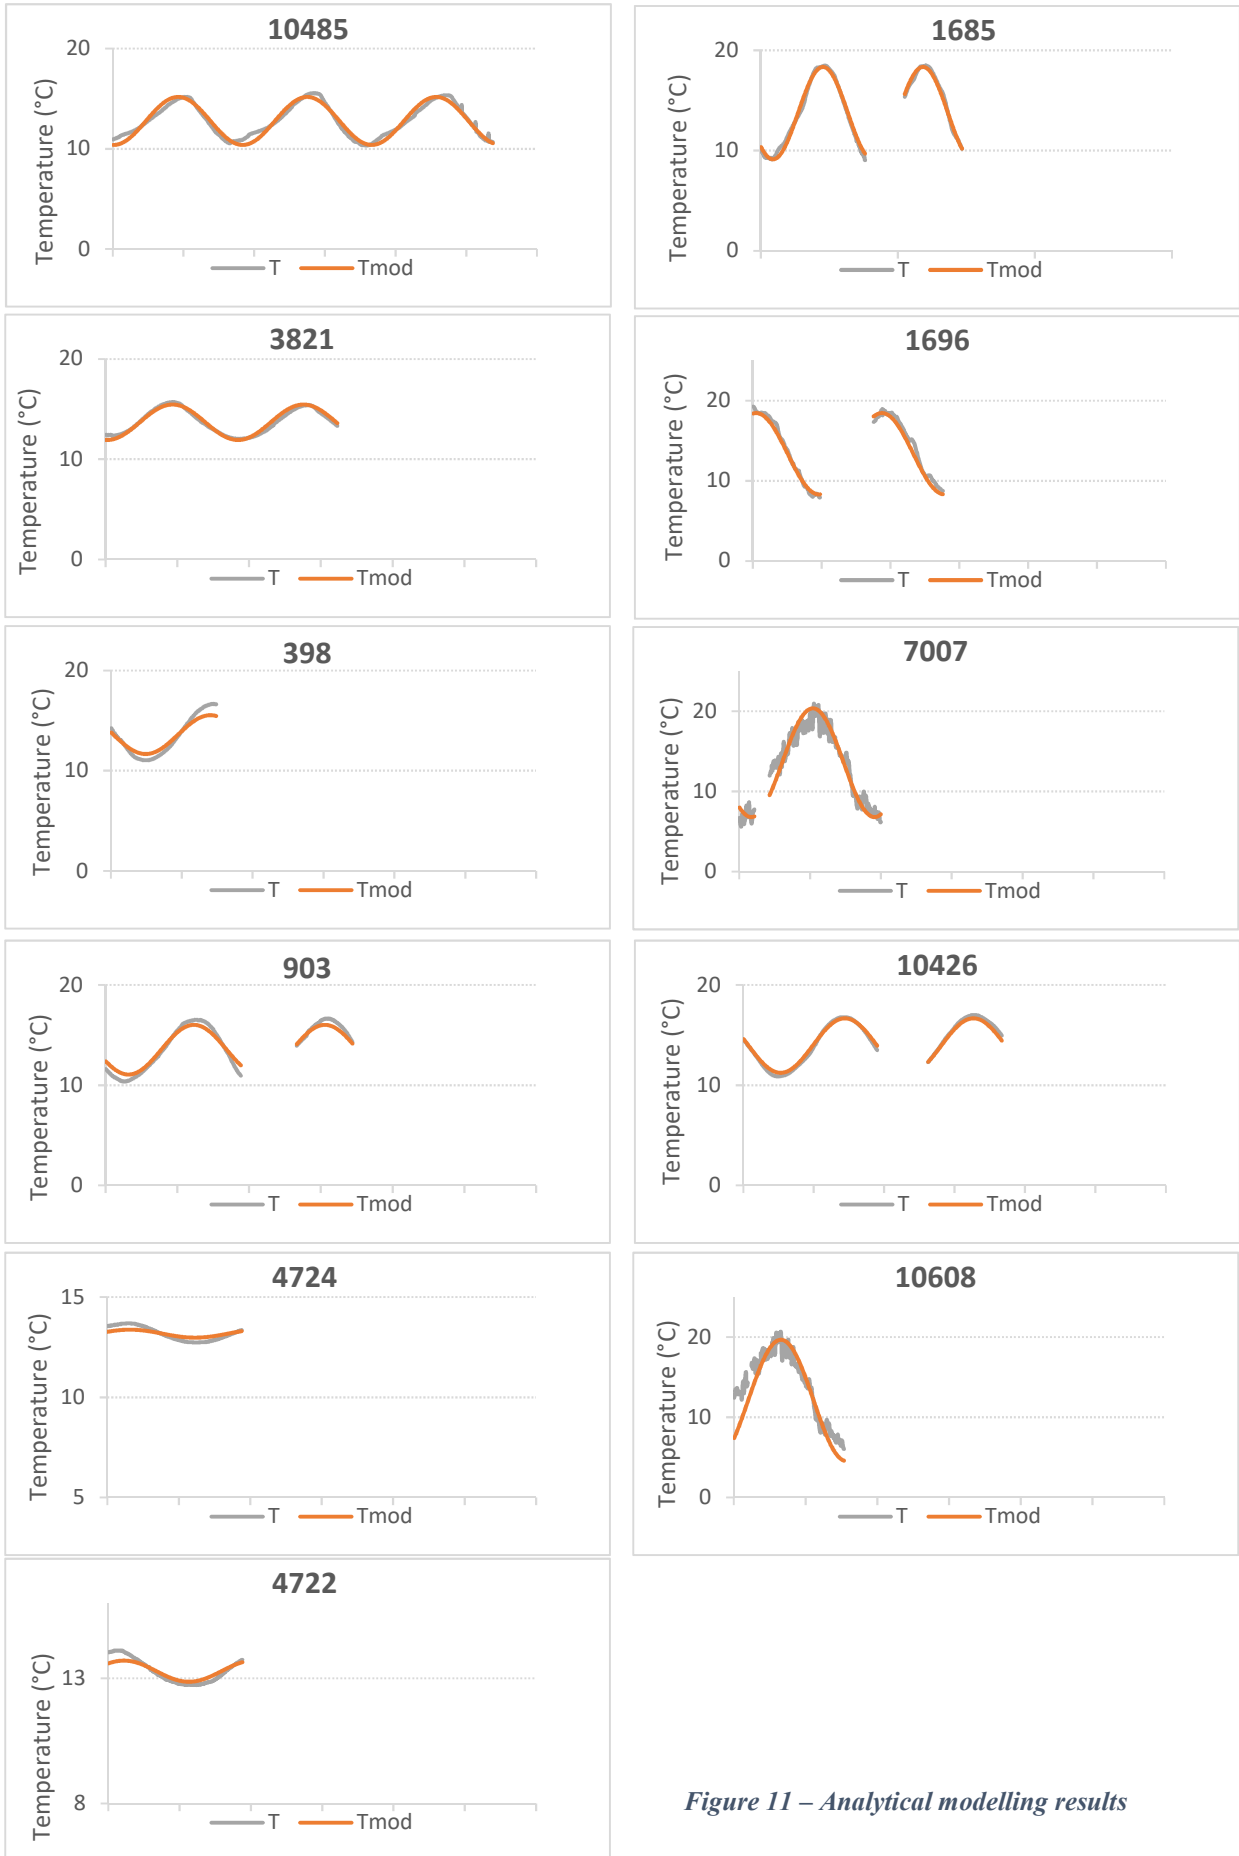 10485
20
10
0
Temperature (°C)
T Tmod
1685
20
10
0
Temperature (°C)
T Tmod
3821
20
10
0
Temperature (°C)
T Tmod
1696
20
10
0
Temperature (°C)
T Tmod
398
20
10
0
Temperature (°C)
T Tmod
7007
20
10
0
Temperature (°C)
T Tmod
903
20
10
0
Temperature (°C)
T Tmod
10426
20
10
0
Temperature (°C)
T Tmod
4724
15
10
5
Temperature (°C)
T Tmod
10608
20
10
0
Temperature (°C)
T Tmod
4722
13
8
Temperature (°C)
T Tmod
Figure 11 – Analytical modelling results